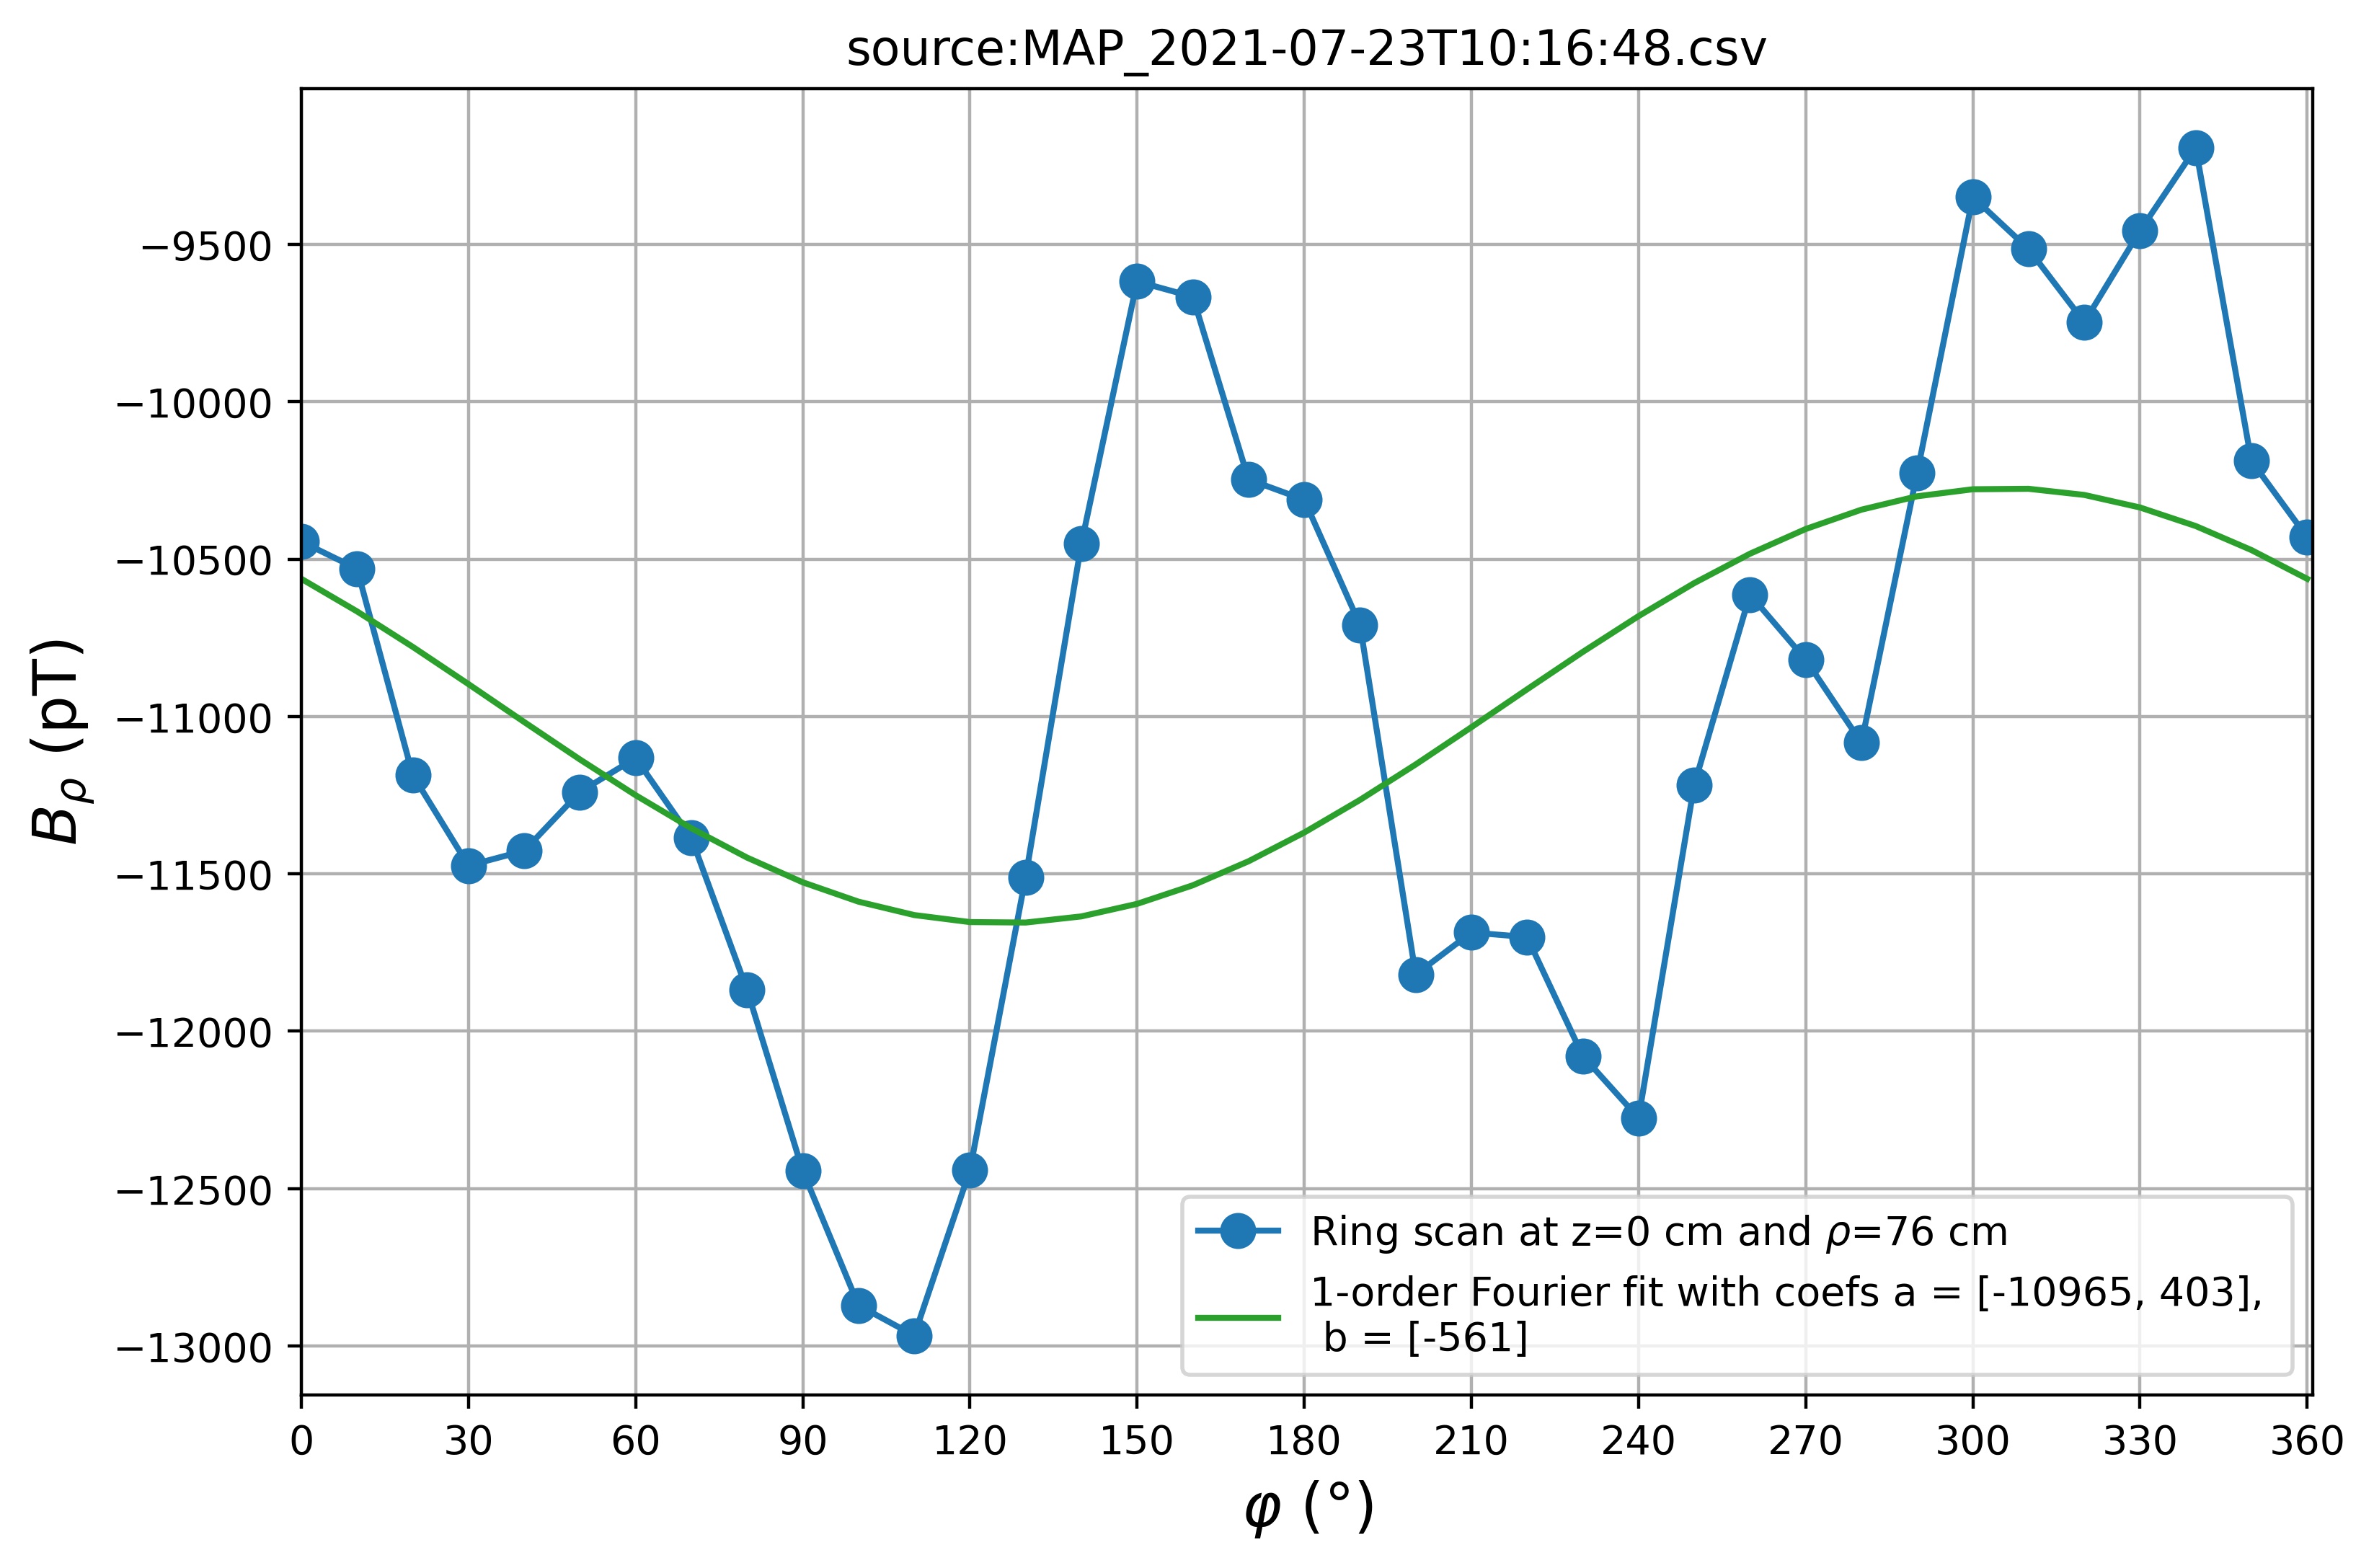 source:MAP_2021-07-23T10:16:48.csv
B_ρ (pT)
−9500
−10000
−10500
−11000
−11500
−12000
−12500
−13000
Ring scan at z=0 cm and ρ=76 cm
1-order Fourier fit with coefs a = [-10965, 403],
b = [-561]
0 30 60 90 120 150 180 210 240 270 300 330 360
φ (°)